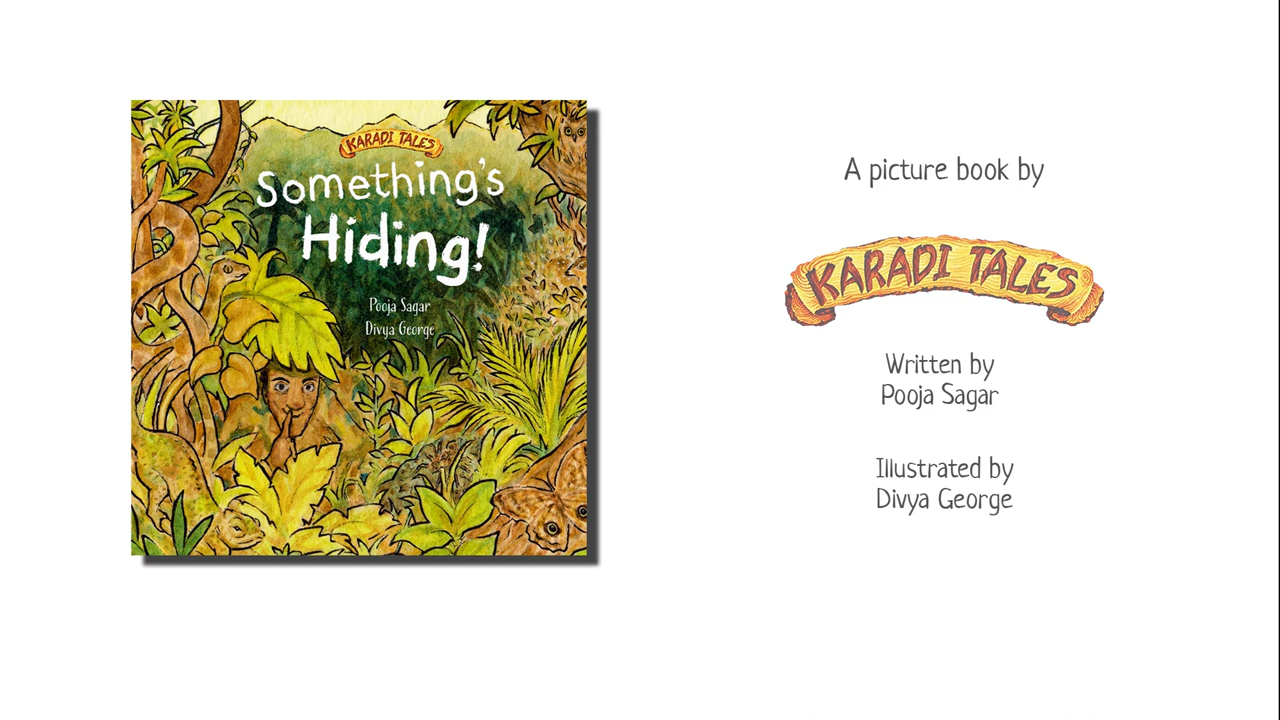 KARADI TALES
Something's
Hiding!
Pooja Sagar
Divya George
A picture book by
KARADI TALES
Written by
Pooja Sagar
Illustrated by
Divya George